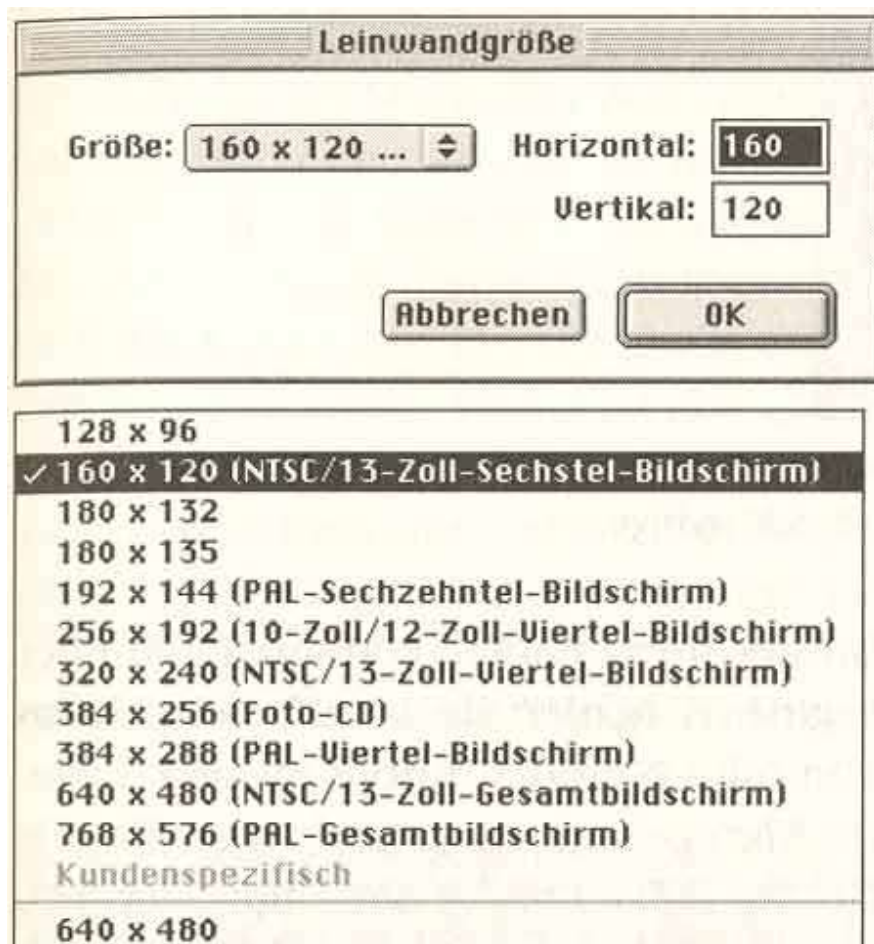 Leinwandgröße
Größe: 160 x 120 ... Horizontal: 160
Vertikal: 120
Abbrechen OK
128 x 96
✓ 160 x 120 (NTSC/13-Zoll-Sechstel-Bildschirm)
180 x 132
180 x 135
192 x 144 (PAL-Sechzehntel-Bildschirm)
256 x 192 (10-Zoll/12-Zoll-Viertel-Bildschirm)
320 x 240 (NTSC/13-Zoll-Viertel-Bildschirm)
384 x 256 (Foto-CD)
384 x 288 (PAL-Viertel-Bildschirm)
640 x 480 (NTSC/13-Zoll-Gesamtbildschirm)
768 x 576 (PAL-Gesamtbildschirm)
Kundenspezifisch
640 x 480